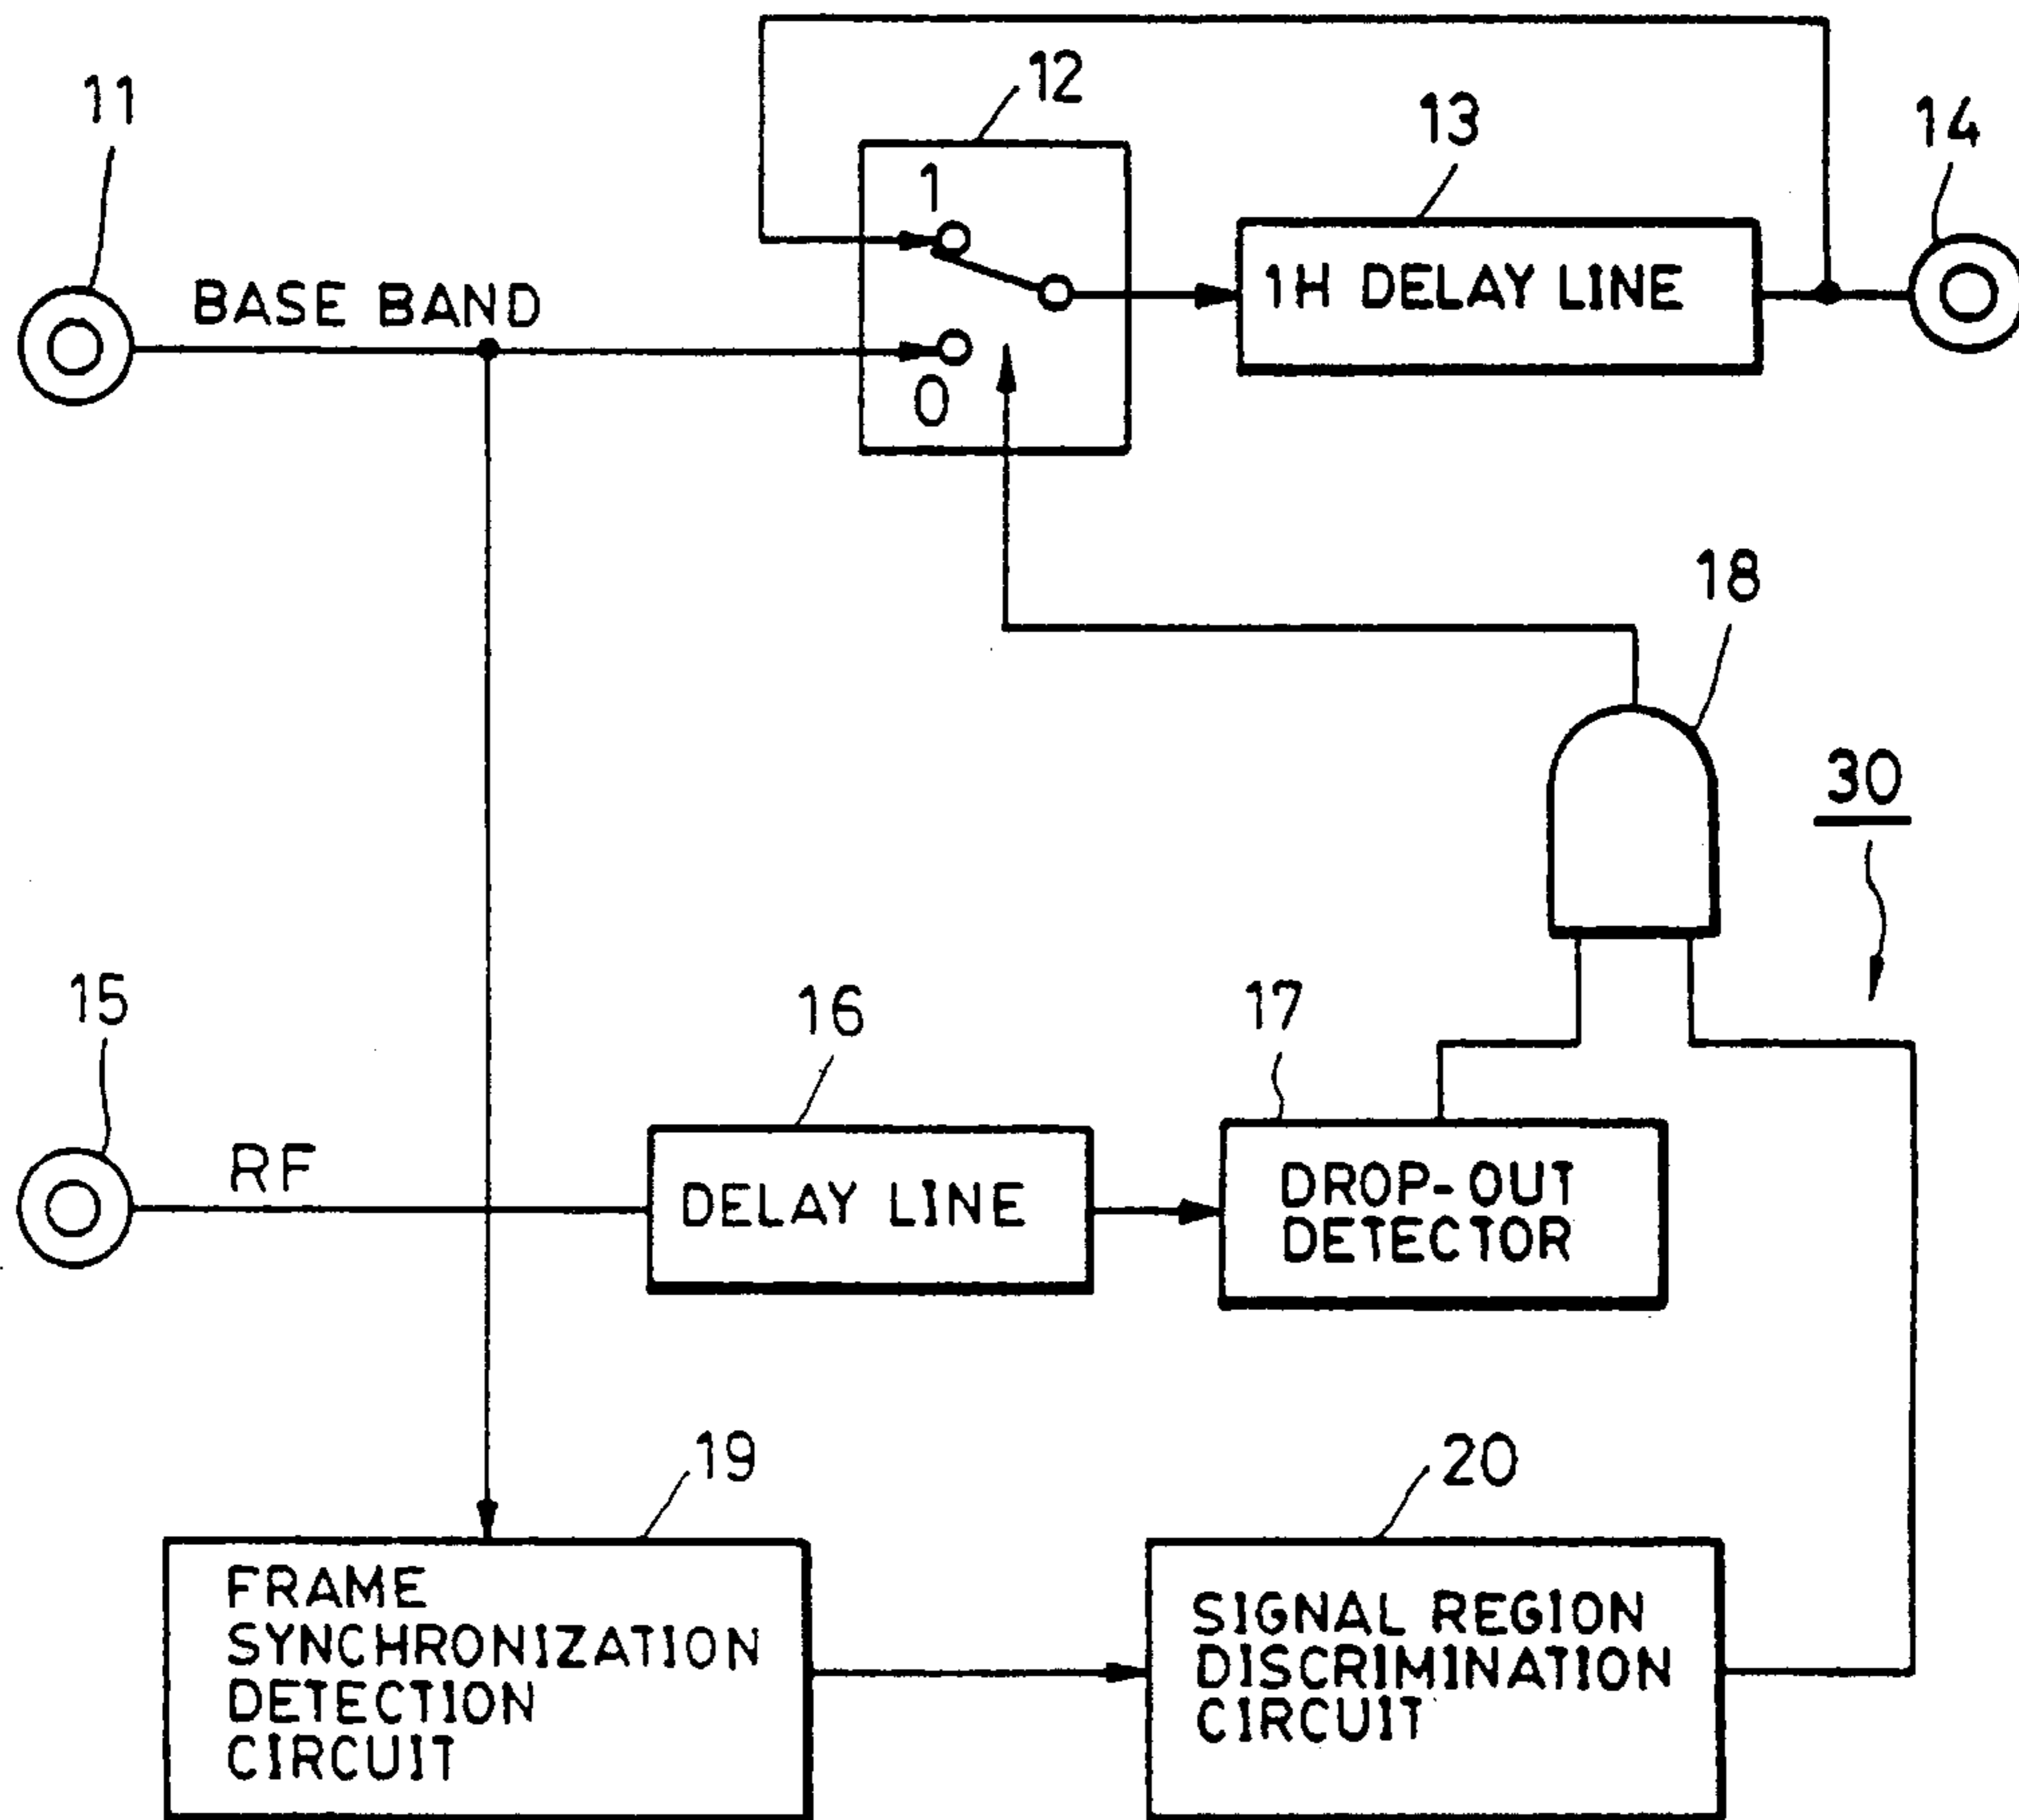 12
11
13
14
1
BASE BAND
1H DELAY LINE
0
18
30
15
16
17
RF
DELAY LINE
DROP-OUT
DETECTOR
19
20
FRAME
SYNCHRONIZATION
DETECTION
CIRCUIT
SIGNAL REGION
DISCRIMINATION
CIRCUIT